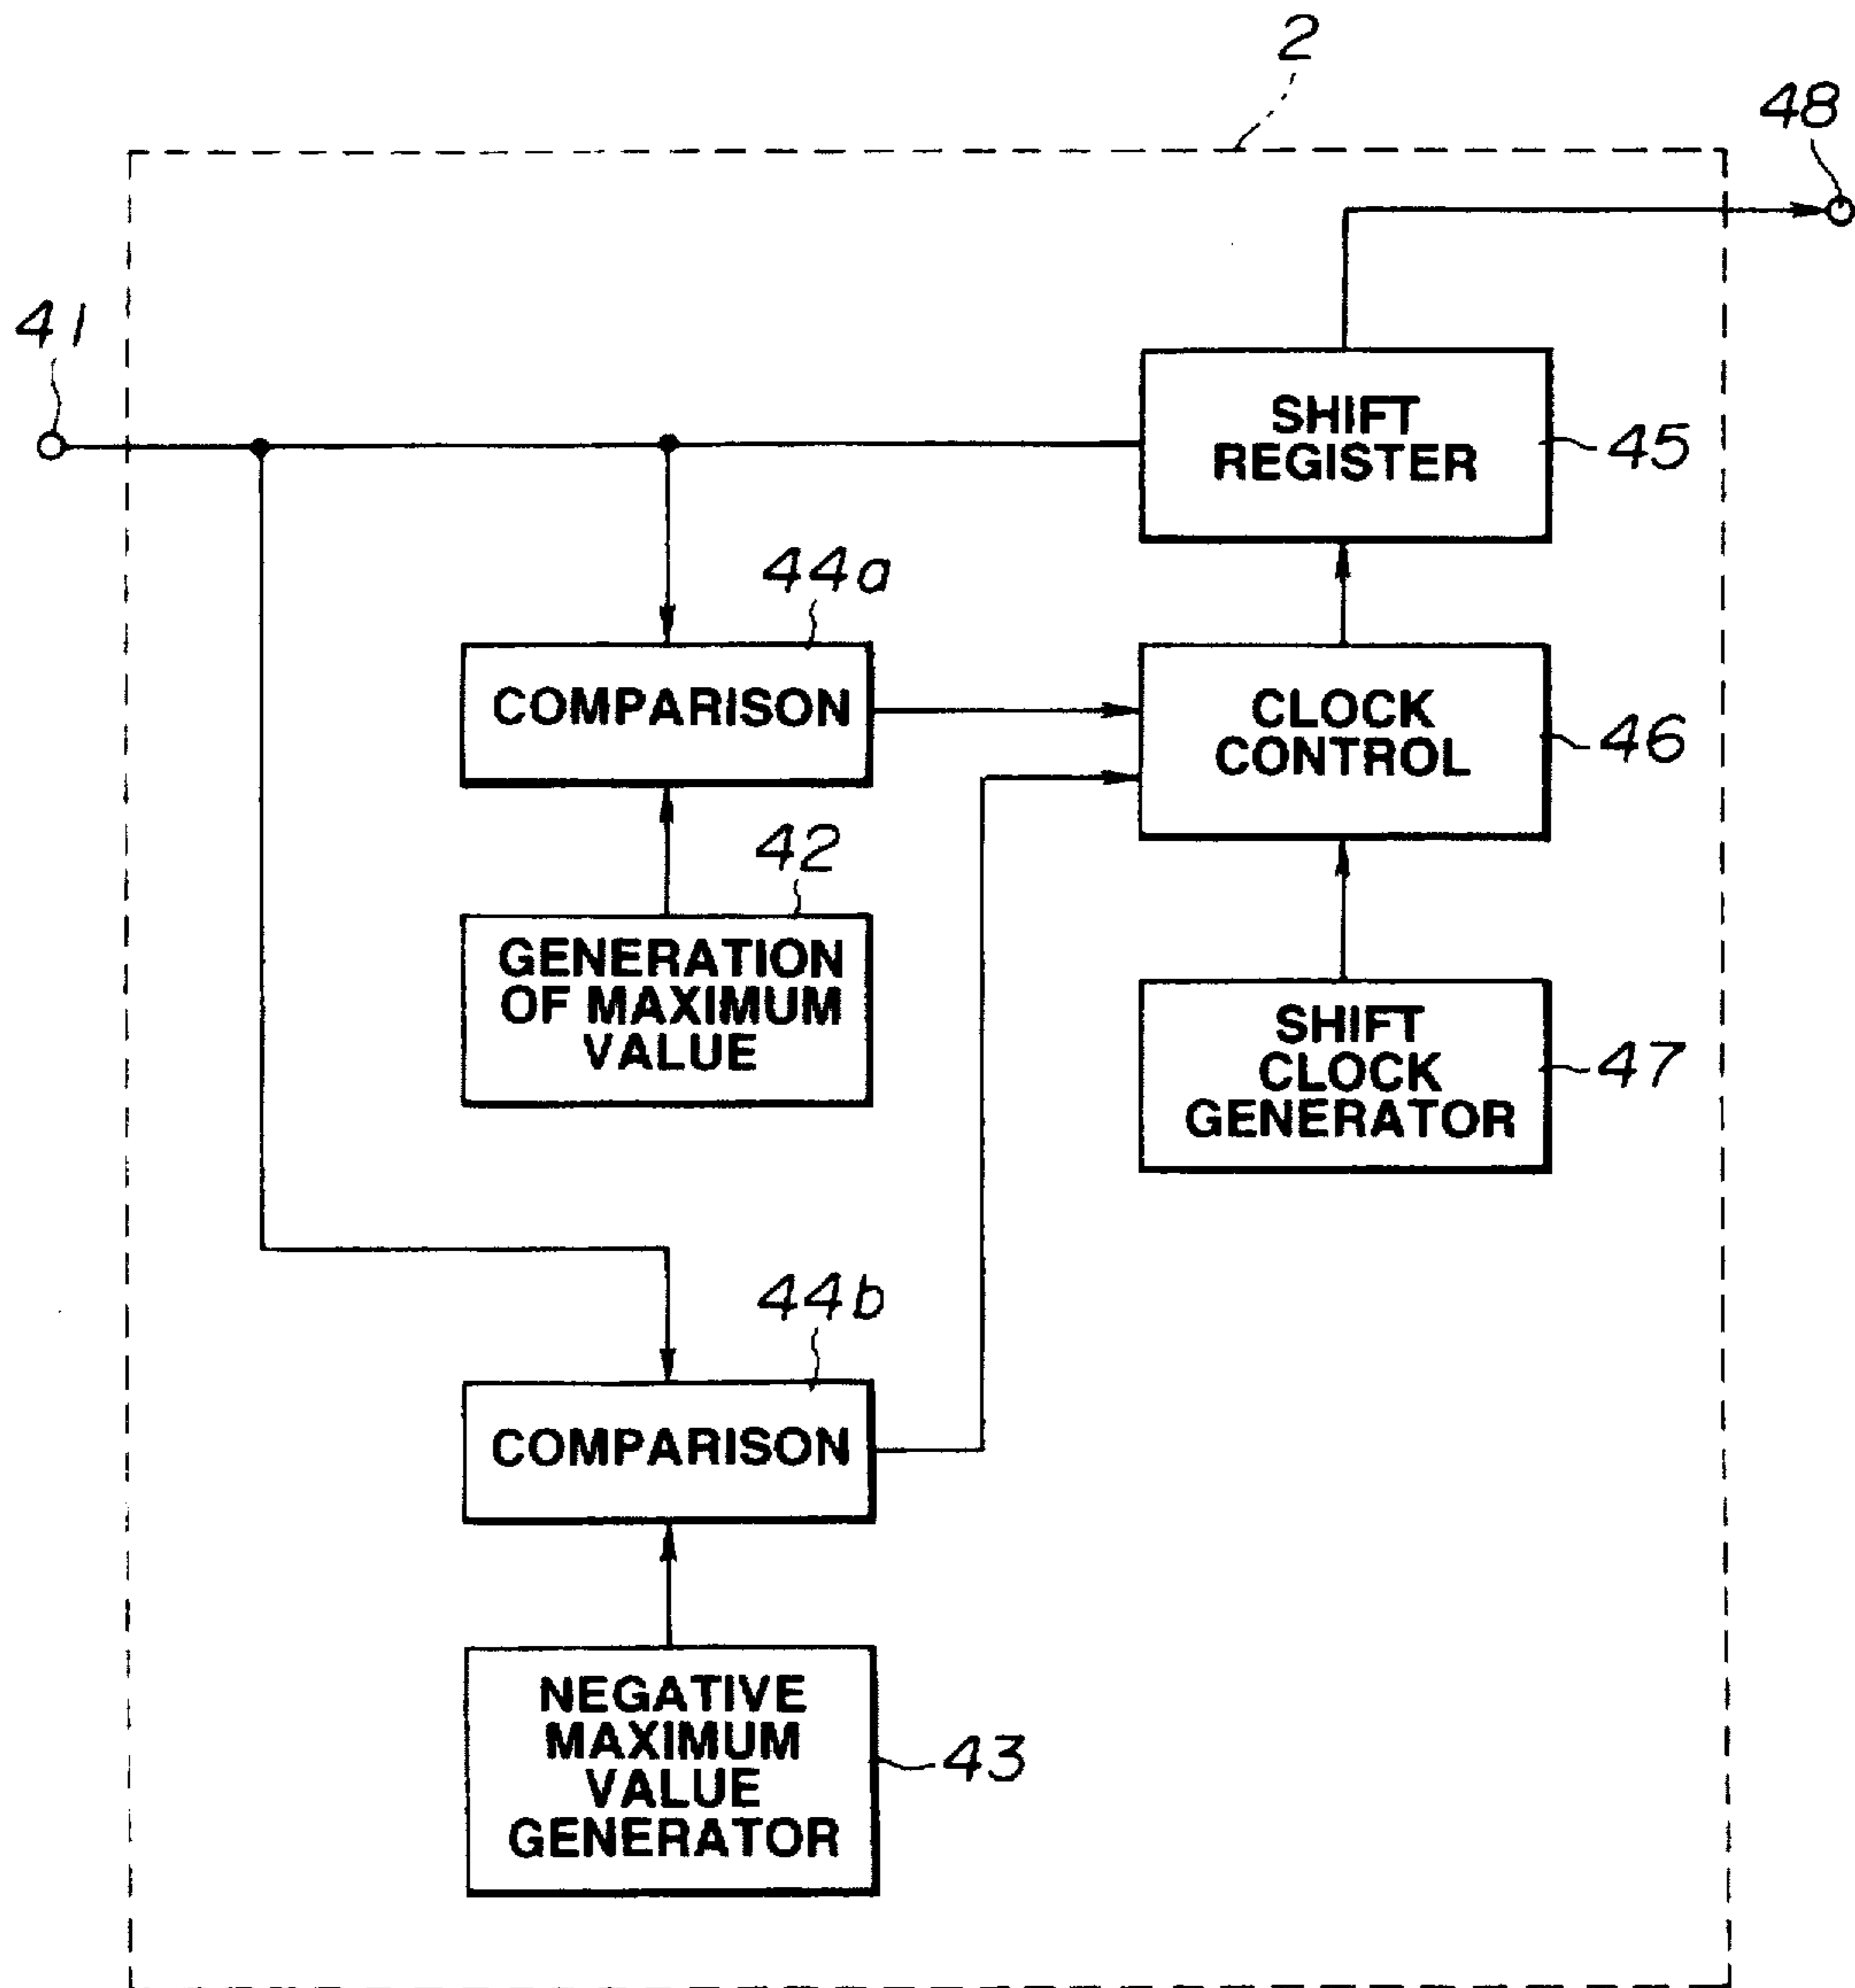 2
48
41
SHIFT
REGISTER
45
44a
COMPARISON
CLOCK
CONTROL
46
42
GENERATION
OF MAXIMUM
VALUE
SHIFT
CLOCK
GENERATOR
47
44b
COMPARISON
NEGATIVE
MAXIMUM
VALUE
GENERATOR
43